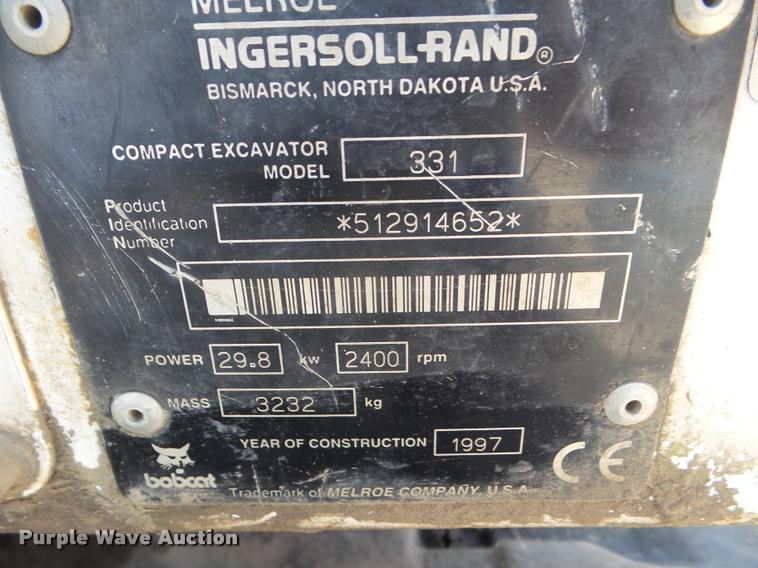 MELROE
INGERSOLL-RAND®
BISMARCK, NORTH DAKOTA U.S.A.
COMPACT EXCAVATOR
MODEL 331
Product
Identification
Number
*512914652*
POWER 29.8 kw 2400 rpm
MASS 3232 kg
YEAR OF CONSTRUCTION 1997
CE
bobcat
Trademark of MELROE COMPANY, U.S.A.
Purple Wave Auction